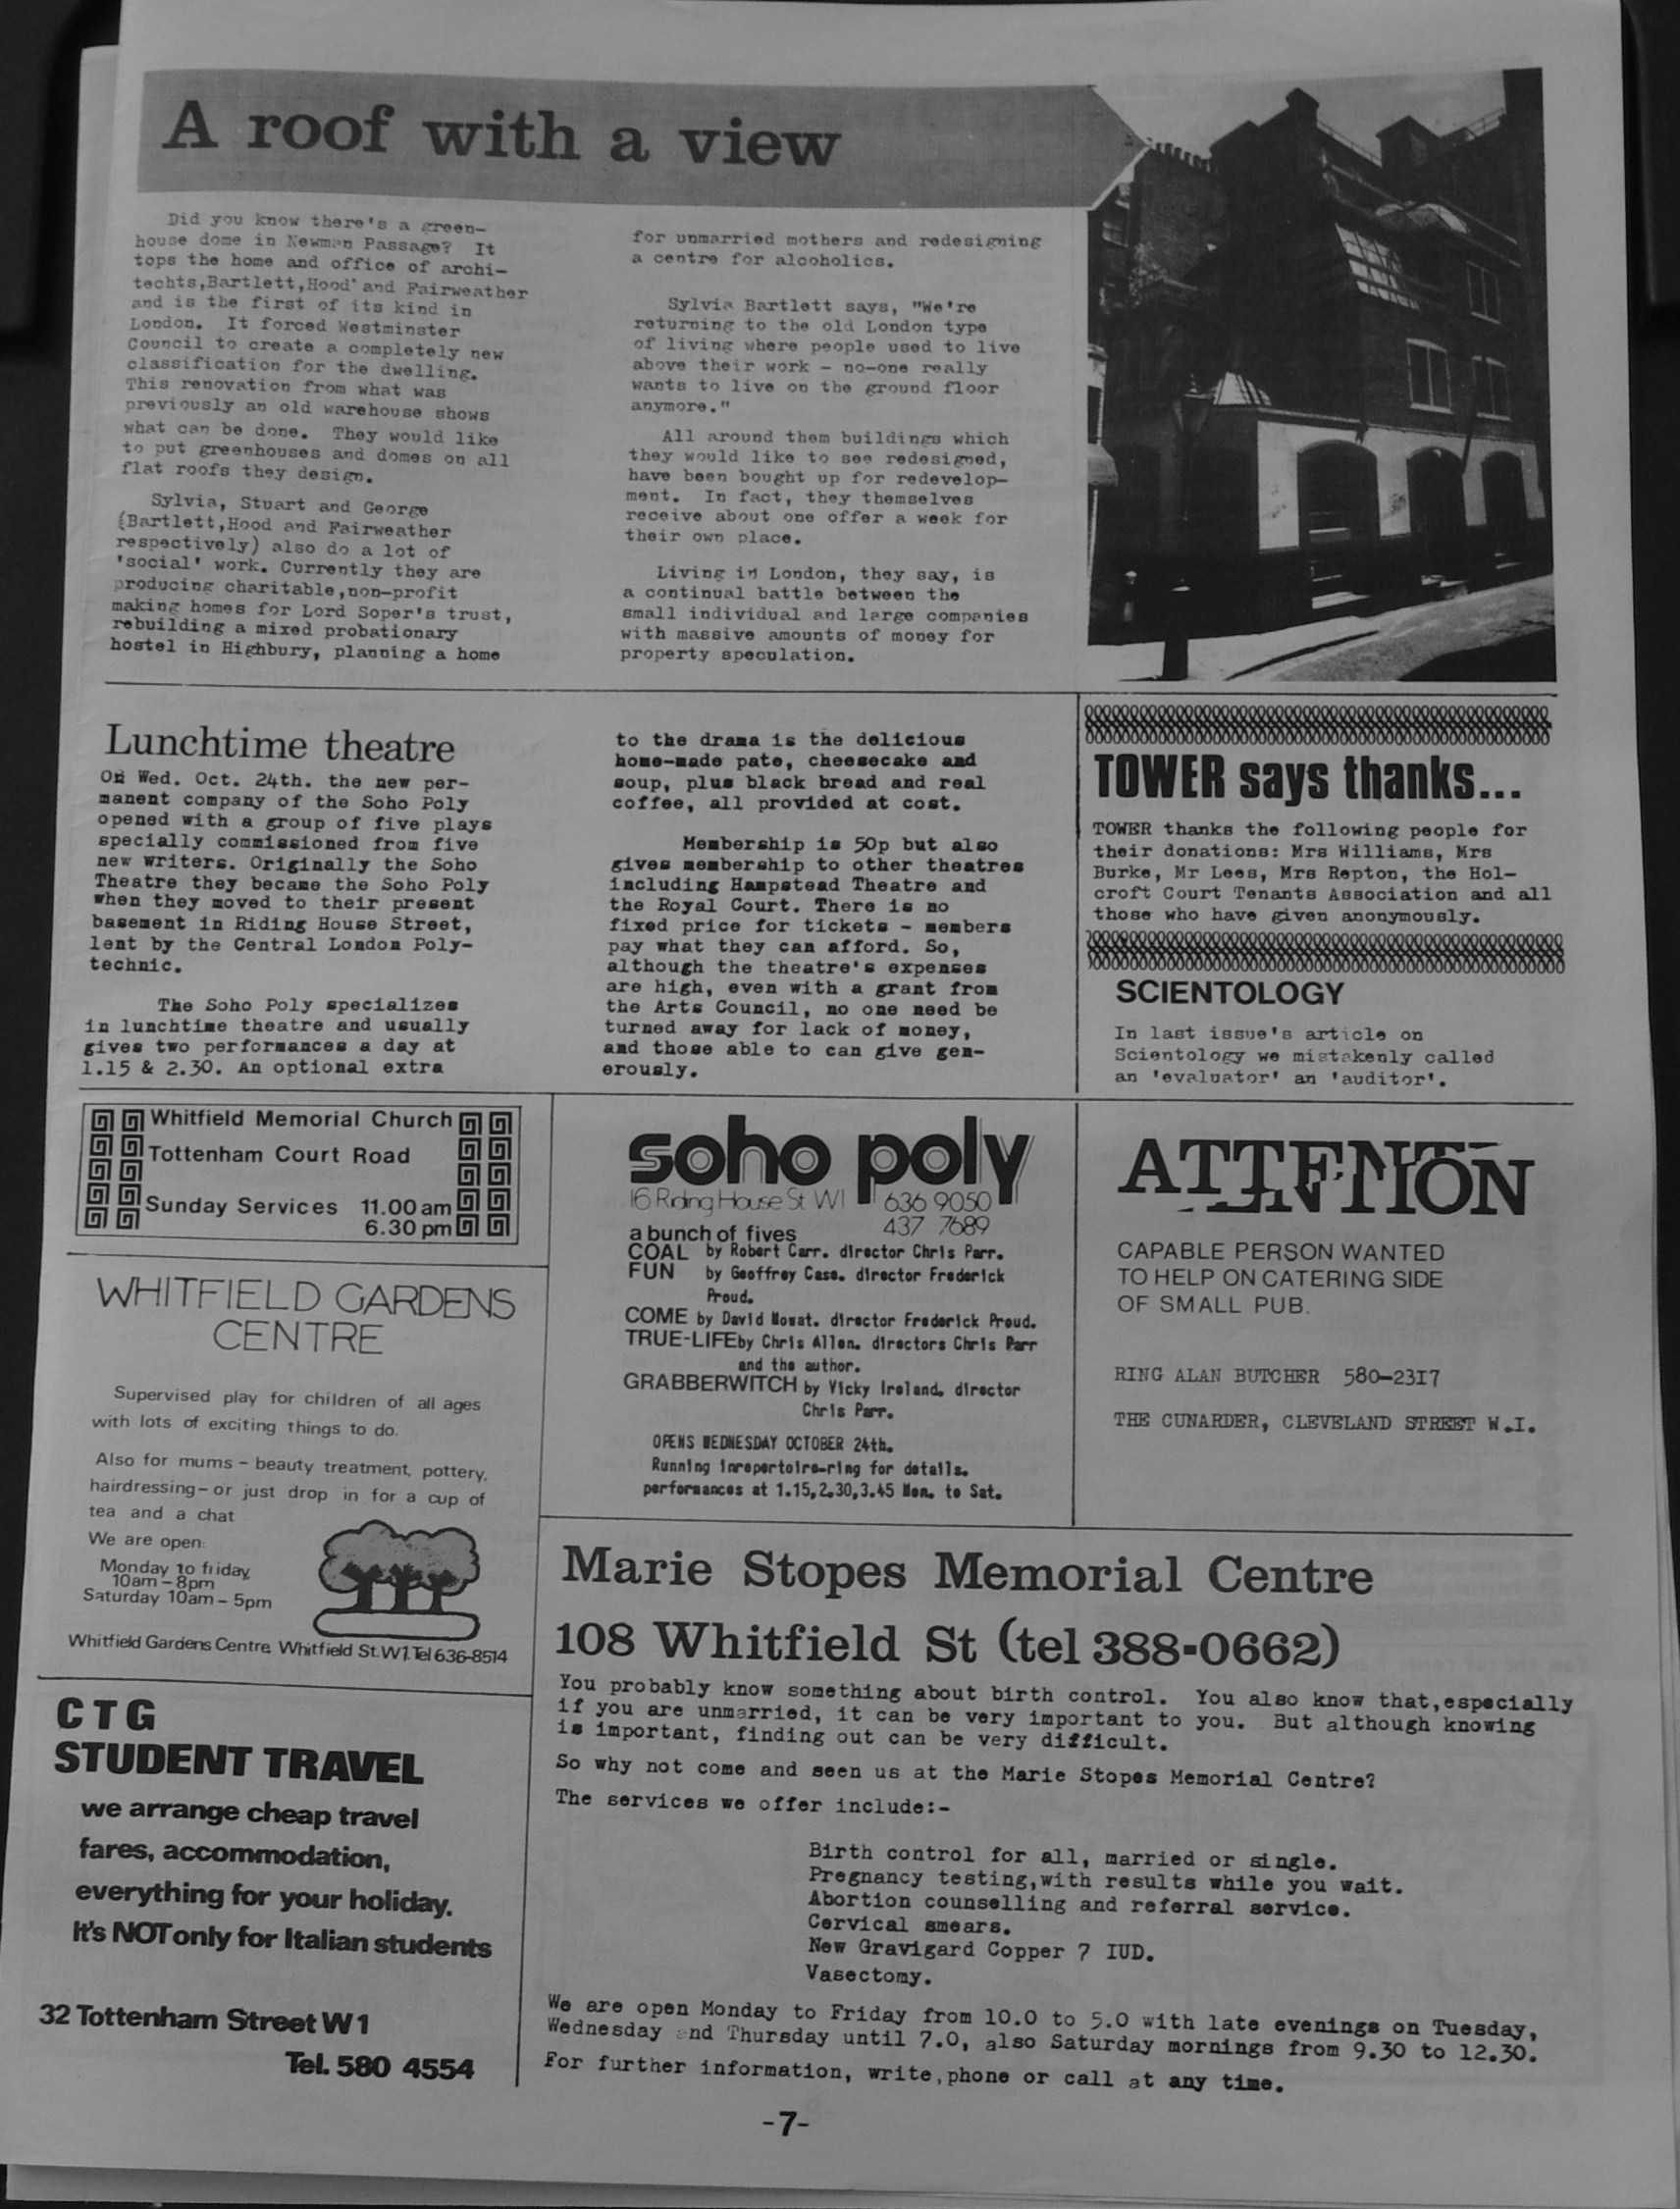 A roof with a view
Did you know there's a green-
house dome in Newman Passage? It
tops the home and office of archi-
techts,Bartlett,Hood' and Fairweather
and is the first of its kind in
London. It forced Westminster
Council to create a completely new
classification for the dwelling.
This renovation from what was
previously an old warehouse shows
what can be done. They would like
to put greenhouses and domes on all
flat roofs they design.
Sylvia, Stuart and George
(Bartlett,Hood and Fairweather
respectively) also do a lot of
'social' work. Currently they are
producing charitable,non-profit
making homes for Lord Soper's trust,
rebuilding a mixed probationary
hostel in Highbury, planning a home
for unmarried mothers and redesigning
a centre for alcoholics.
Sylvia Bartlett says, "We're
returning to the old London type
of living where people used to live
above their work - no-one really
wants to live on the ground floor
anymore."
All around them buildings which
they would like to see redesigned,
have been bought up for redevelop-
ment. In fact, they themselves
receive about one offer a week for
their own place.
Living in London, they say, is
a continual battle between the
small individual and large companies
with massive amounts of money for
property speculation.
Lunchtime theatre
On Wed. Oct. 24th. the new per-
manent company of the Soho Poly
opened with a group of five plays
specially commissioned from five
new writers. Originally the Soho
Theatre they became the Soho Poly
when they moved to their present
basement in Riding House Street,
lent by the Central London Poly-
technic.
The Soho Poly specializes
in lunchtime theatre and usually
gives two performances a day at
1.15 & 2.30. An optional extra
to the drama is the delicious
home-made pate, cheesecake and
soup, plus black bread and real
coffee, all provided at cost.
Membership is 50p but also
gives membership to other theatres
including Hampstead Theatre and
the Royal Court. There is no
fixed price for tickets - members
pay what they can afford. So,
although the theatre's expenses
are high, even with a grant from
the Arts Council, no one need be
turned away for lack of money,
and those able to can give gen-
erously.
TOWER says thanks...
TOWER thanks the following people for
their donations: Mrs Williams, Mrs
Burke, Mr Lees, Mrs Repton, the Hol-
croft Court Tenants Association and all
those who have given anonymously.
SCIENTOLOGY
In last issue's article on
Scientology we mistakenly called
an 'evaluator' an 'auditor'.
Whitfield Memorial Church
Tottenham Court Road
Sunday Services 11.00 am
6.30 pm
WHITFIELD GARDENS
CENTRE
Supervised play for children of all ages
with lots of exciting things to do.
Also for mums - beauty treatment, pottery,
hairdressing - or just drop in for a cup of
tea and a chat
We are open:
Monday to friday,
10am - 8pm
Saturday 10am - 5pm
Whitfield Gardens Centre, Whitfield St. W1. Tel 636-8514
CTG
STUDENT TRAVEL
we arrange cheap travel
fares, accommodation,
everything for your holiday.
It's NOT only for Italian students
32 Tottenham Street W1
Tel. 580 4554
soho poly
16 Riding House St. W1 636 9050
437 7689
a bunch of fives
COAL by Robert Carr. director Chris Parr.
FUN by Geoffrey Case. director Frederick
Proud.
COME by David Mowat. director Frederick Proud.
TRUE-LIFE by Chris Allen. directors Chris Parr
and the author.
GRABBERWITCH by Vicky Ireland. director
Chris Parr.
OPENS WEDNESDAY OCTOBER 24th.
Running inrepertoire-ring for details.
performances at 1.15,2.30,3.45 Mon. to Sat.
ATTENTION
CAPABLE PERSON WANTED
TO HELP ON CATERING SIDE
OF SMALL PUB.
RING ALAN BUTCHER 580-23I7
THE CUNARDER, CLEVELAND STREET W.I.
Marie Stopes Memorial Centre
108 Whitfield St (tel 388-0662)
You probably know something about birth control. You also know that,especially
if you are unmarried, it can be very important to you. But although knowing
is important, finding out can be very difficult.
So why not come and seen us at the Marie Stopes Memorial Centre?
The services we offer include:-
Birth control for all, married or single.
Pregnancy testing,with results while you wait.
Abortion counselling and referral service.
Cervical smears.
New Gravigard Copper 7 IUD.
Vasectomy.
We are open Monday to Friday from 10.0 to 5.0 with late evenings on Tuesday,
Wednesday and Thursday until 7.0, also Saturday mornings from 9.30 to 12.30.
For further information, write,phone or call at any time.
-7-